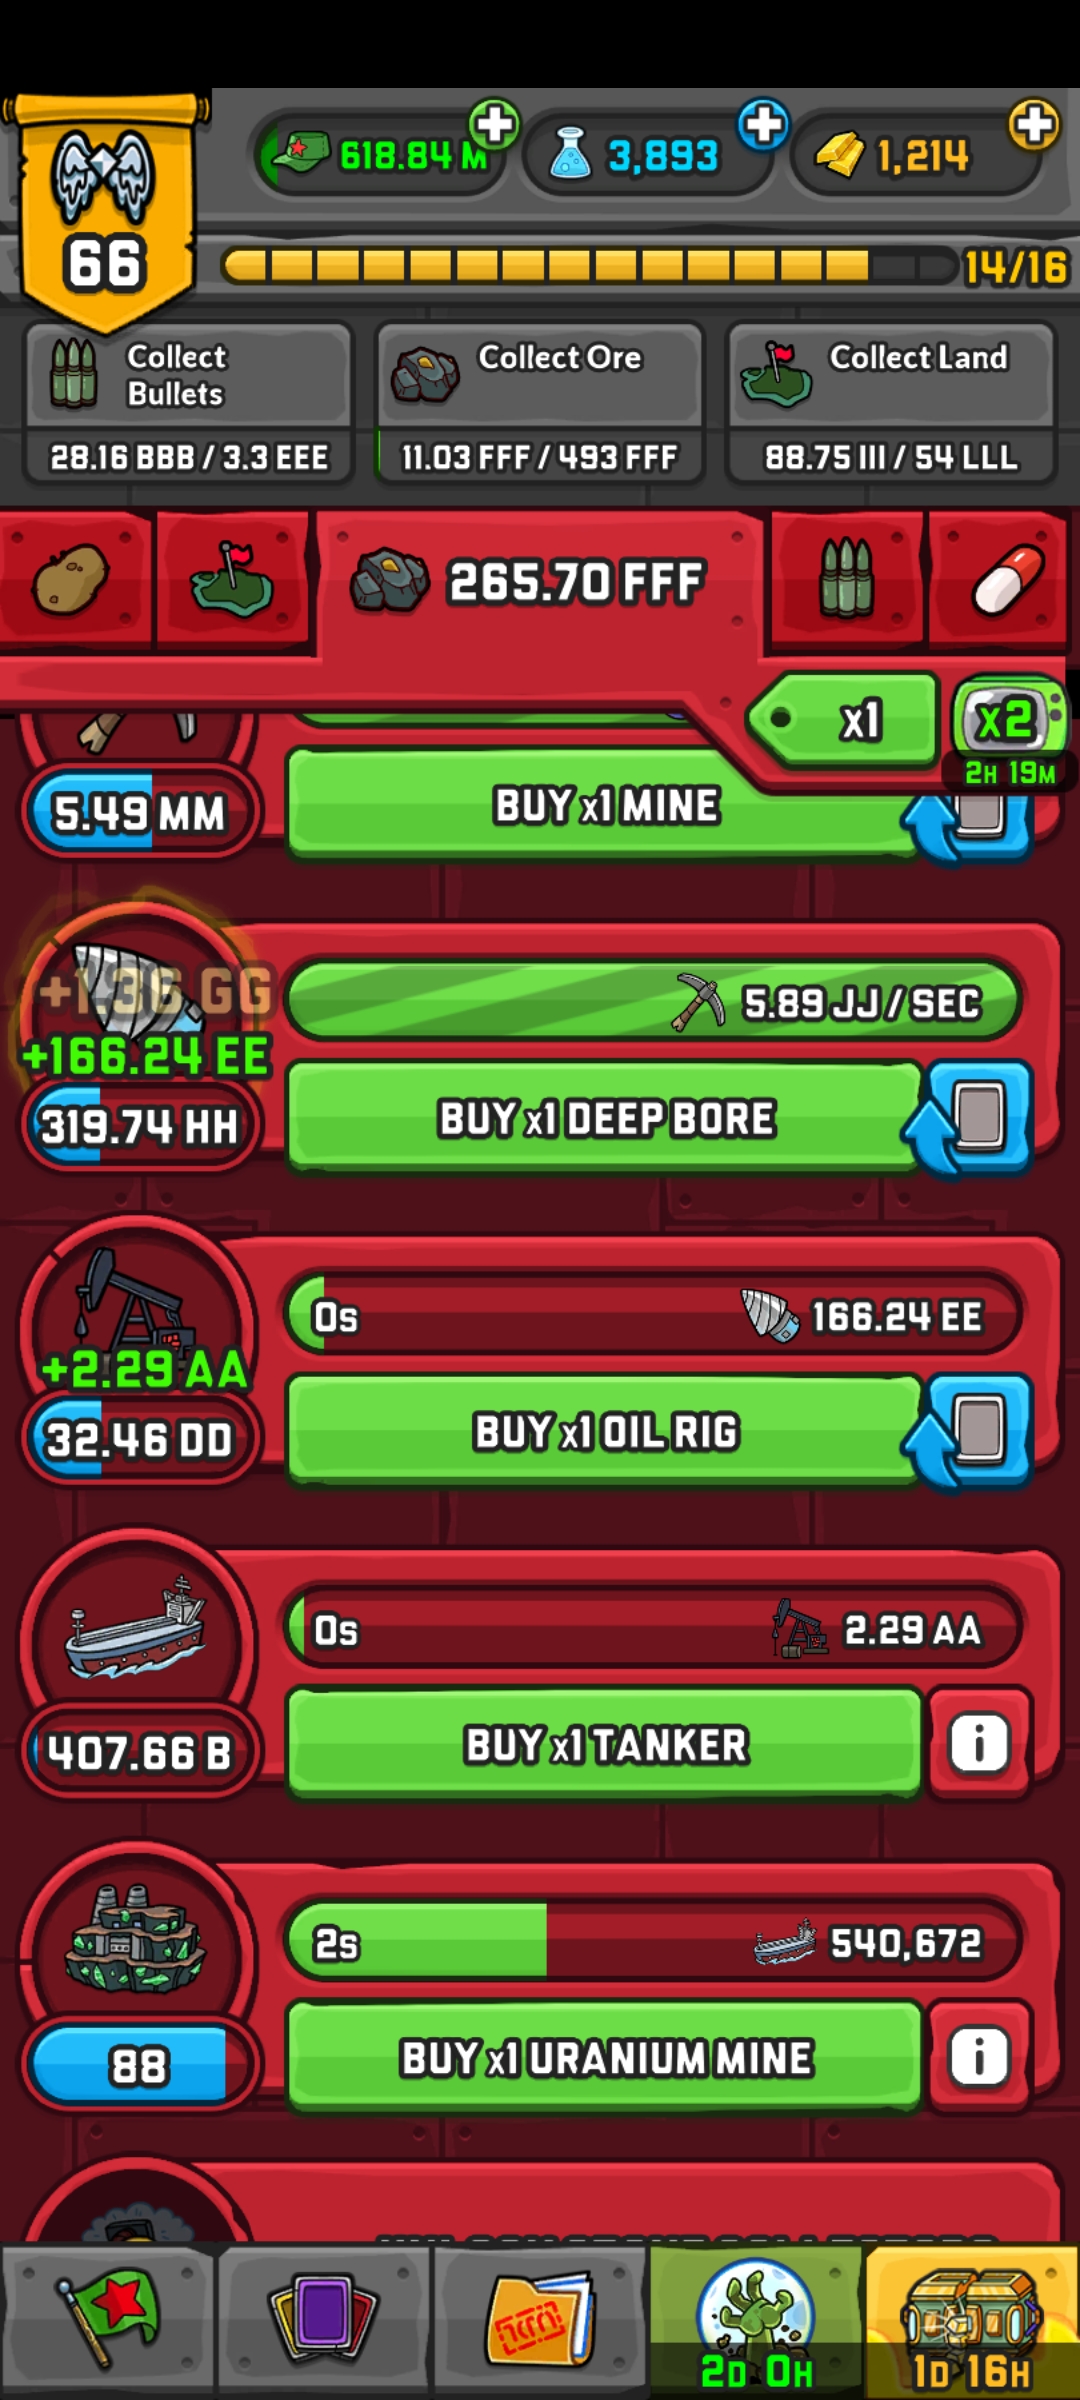 618.84 M
3,893
1,214
66
14/16
Collect
Bullets
28.16 BBB / 3.3 EEE
Collect Ore
11.03 FFF / 493 FFF
Collect Land
88.75 III / 54 LLL
265.70 FFF
x1
x2
2H 19M
5.49 MM
BUY x1 MINE
+1.36 GG
+166.24 EE
319.74 HH
5.89 JJ / SEC
BUY x1 DEEP BORE
+2.29 AA
32.46 DD
0s
166.24 EE
BUY x1 OIL RIG
407.66 B
0s
2.29 AA
BUY x1 TANKER
i
88
2s
540,672
BUY x1 URANIUM MINE
i
2D 0H
1D 16H